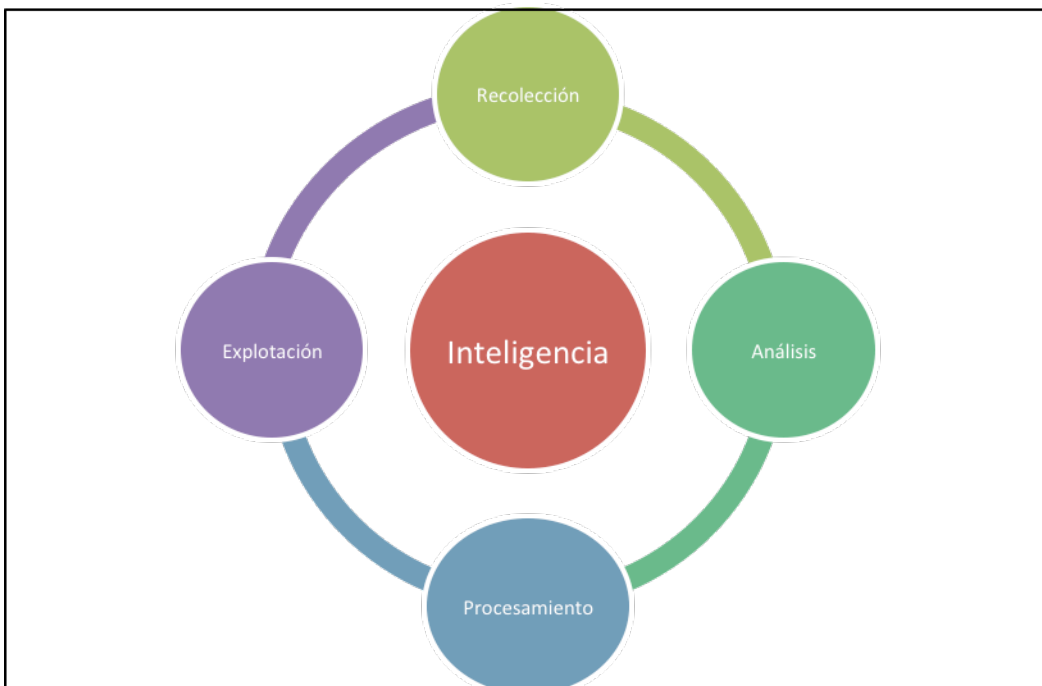 Recolección
Explotación
Inteligencia
Análisis
Procesamiento